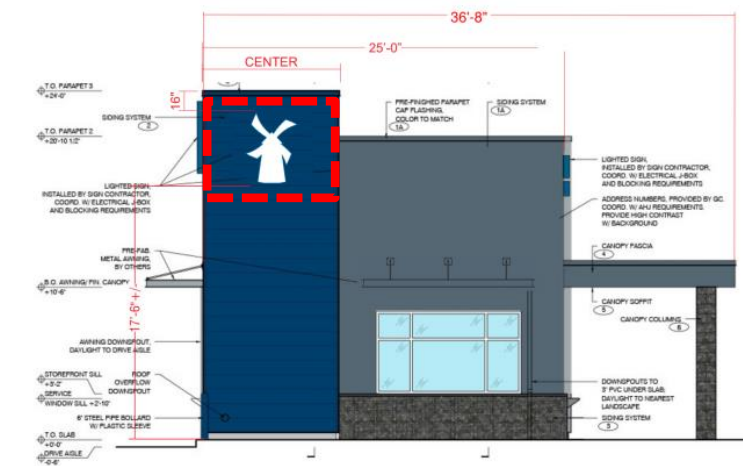 36'-8"
25'-0"
CENTER
T.O. PARAPET 3
+24'-0"
16"
SIDING SYSTEM
2
PRE-FINISHED PARAPET
CAP FLASHING,
COLOR TO MATCH
1A
SIDING SYSTEM
1A
T.O. PARAPET 2
+20'-10 1/2"
LIGHTED SIGN,
INSTALLED BY SIGN CONTRACTOR,
COORD. W/ ELECTRICAL J-BOX
AND BLOCKING REQUIREMENTS
LIGHTED SIGN,
INSTALLED BY SIGN CONTRACTOR,
COORD. W/ ELECTRICAL J-BOX
AND BLOCKING REQUIREMENTS
ADDRESS NUMBERS, PROVIDED BY GC.
COORD. W/ AHJ REQUIREMENTS.
PROVIDE HIGH CONTRAST
W/ BACKGROUND
PRE-FAB.
METAL AWNING,
BY OTHERS
CANOPY FASCIA
4
B.O. AWNING/ FIN. CANOPY
+10'-6"
17'-6"+/-
CANOPY SOFFIT
5
CANOPY COLUMNS
6
AWNING DOWNSPOUT,
DAYLIGHT TO DRIVE AISLE
STOREFRONT SILL
+3'-2"
SERVICE
WINDOW SILL +2'-10"
ROOF
OVERFLOW
DOWNSPOUT
DOWNSPOUTS TO
3" PVC UNDER SLAB;
DAYLIGHT TO NEAREST
LANDSCAPE
6" STEEL PIPE BOLLARD
W/ PLASTIC SLEEVE
SIDING SYSTEM
3
T.O. SLAB
+0'-0"
DRIVE AISLE
-0'-6"